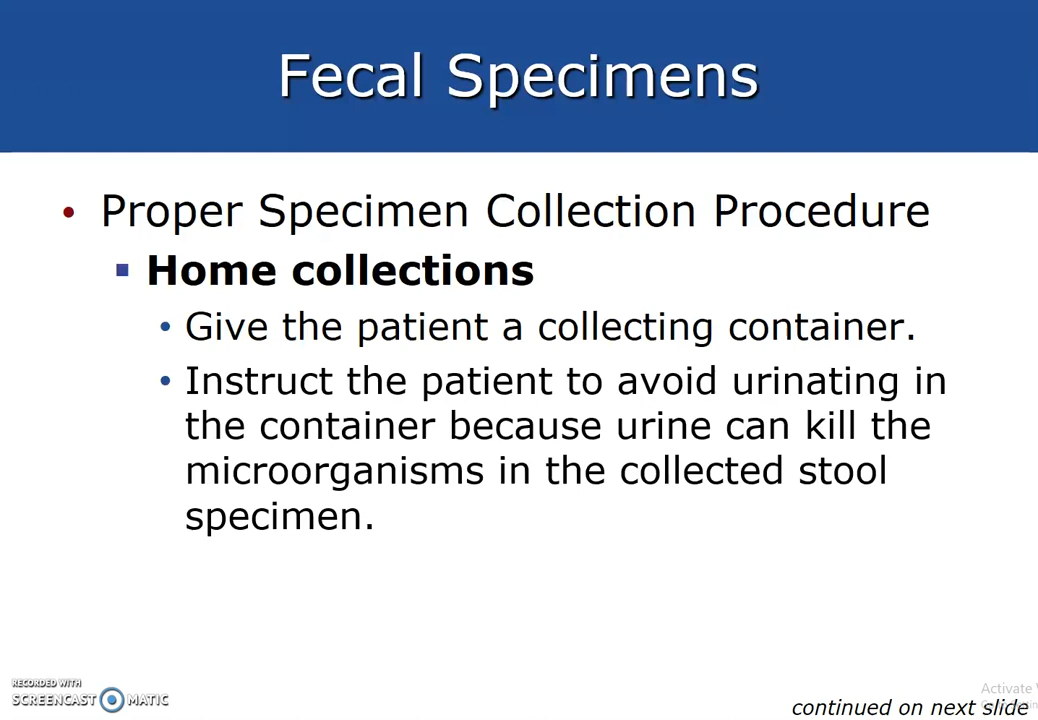 Fecal Specimens
• Proper Specimen Collection Procedure
▪ Home collections
• Give the patient a collecting container.
• Instruct the patient to avoid urinating in
the container because urine can kill the
microorganisms in the collected stool
specimen.
RECORDED WITH
SCREENCAST MATIC
Activate
continued on next slide